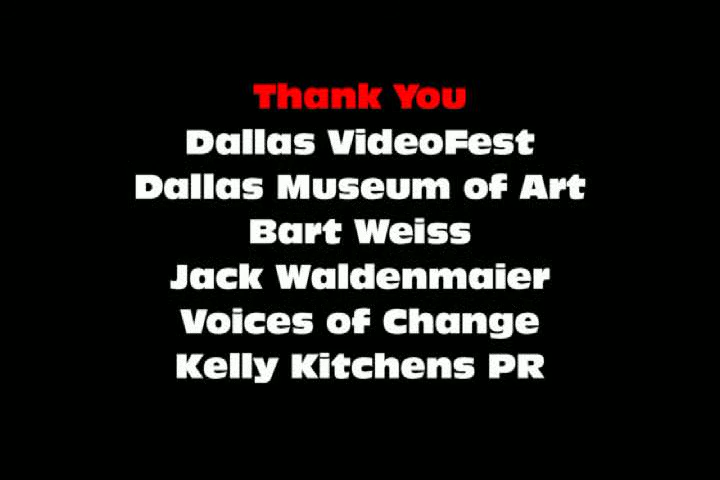 Thank You
Dallas VideoFest
Dallas Museum of Art
Bart Weiss
Jack Waldenmaier
Voices of Change
Kelly Kitchens PR